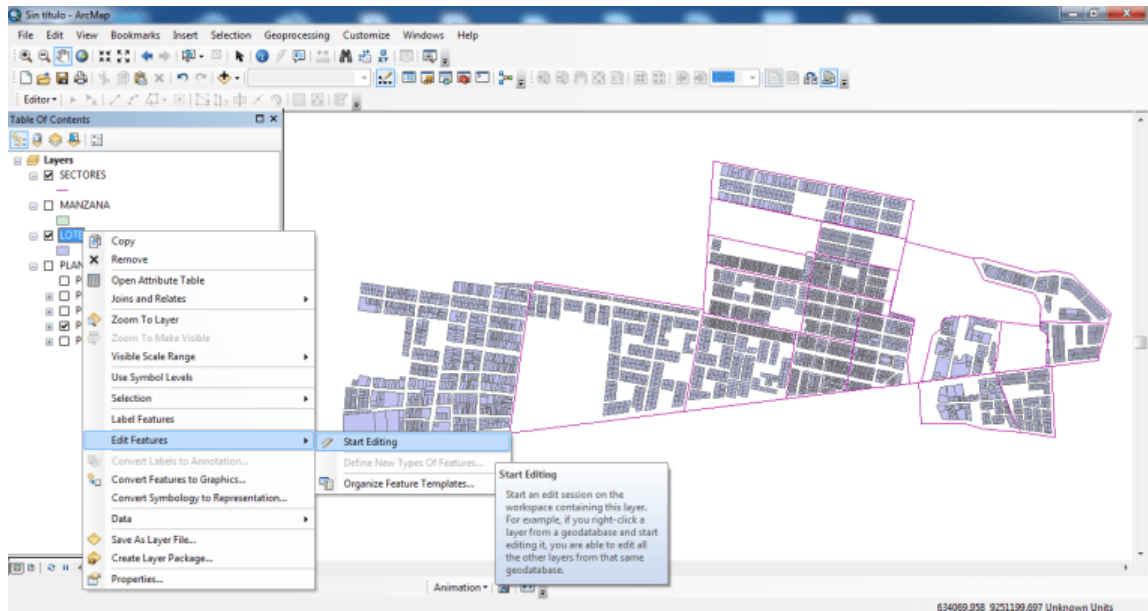 Sin título - ArcMap
File Edit View Bookmarks Insert Selection Geoprocessing Customize Windows Help
Editor
Table Of Contents
Layers
SECTORES
MANZANA
LOTE
PLAN
P
P
P
P
P
Copy
Remove
Open Attribute Table
Joins and Relates
Zoom To Layer
Zoom To Make Visible
Visible Scale Range
Use Symbol Levels
Selection
Label Features
Edit Features
Convert Labels to Annotation...
Convert Features to Graphics...
Convert Symbology to Representation...
Data
Save As Layer File...
Create Layer Package...
Properties...
Start Editing
Define New Types Of Features...
Organize Feature Templates...
Start Editing
Start an edit session on the
workspace containing this layer.
For example, if you right-click a
layer from a geodatabase and start
editing it, you are able to edit all
the other layers from that same
geodatabase.
Animation
634069,958 9251199,697 Unknown Units